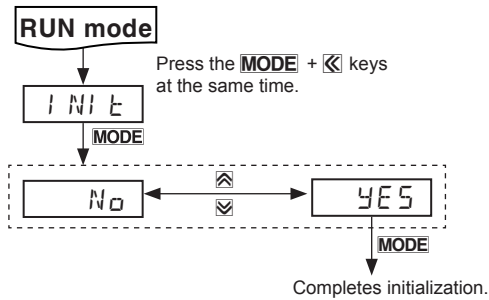 RUN mode
Press the MODE + keys
at the same time.
INIt
MODE
No
YES
MODE
Completes initialization.